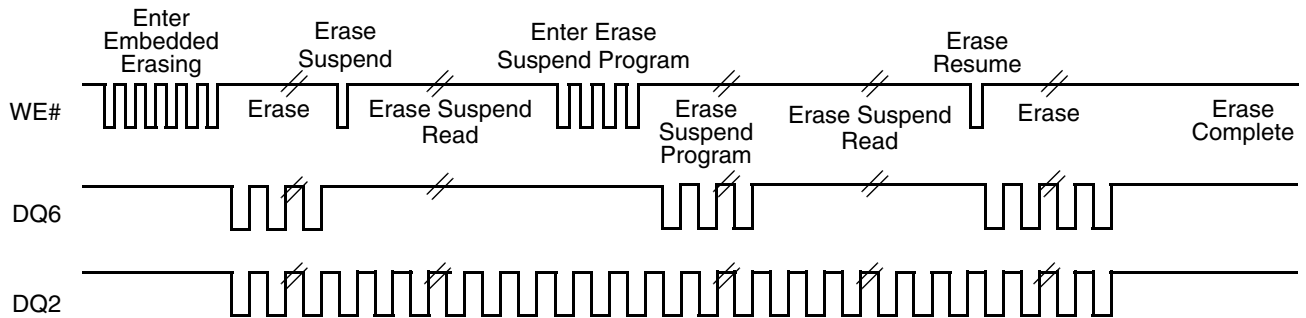 Enter
Embedded
Erasing
Erase
Suspend
Enter Erase
Suspend Program
Erase
Resume
WE#
Erase
Erase Suspend
Read
Erase
Suspend
Program
Erase Suspend
Read
Erase
Erase
Complete
DQ6
DQ2